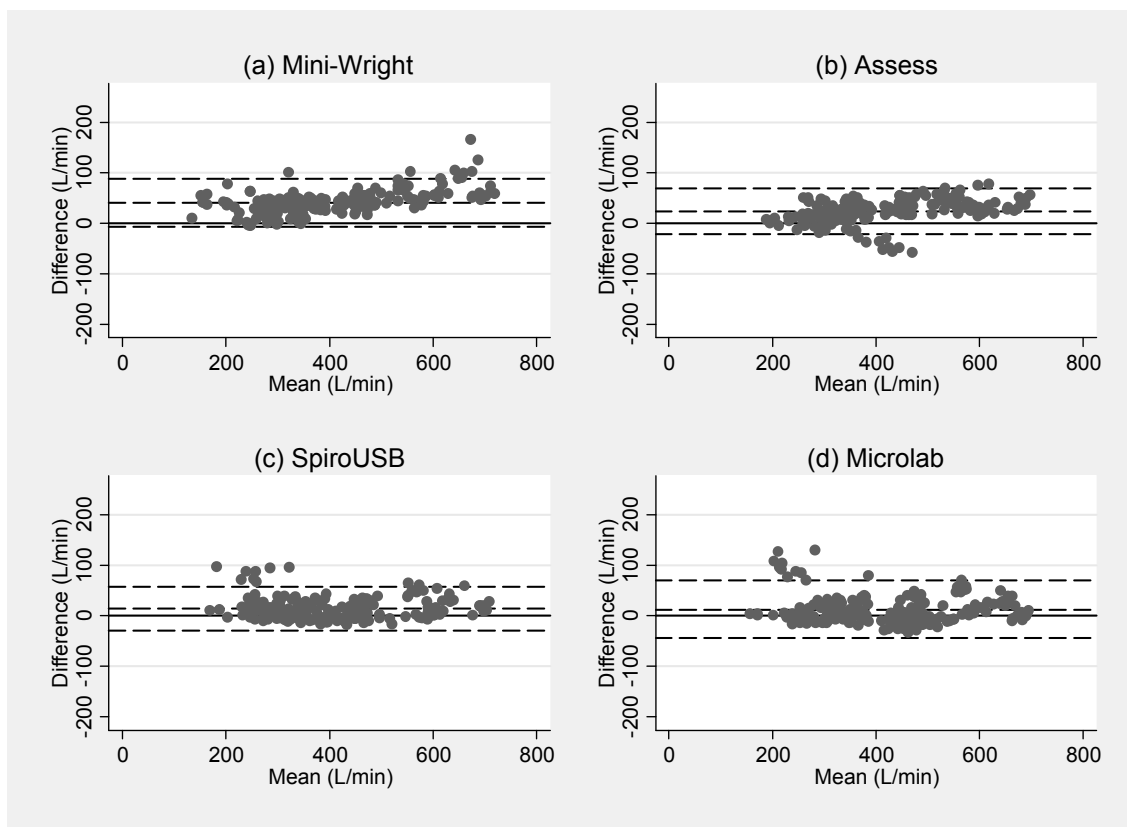 (a) Mini-Wright
Difference (L/min)
200
100
0
-100
-200
0 200 400 600 800
Mean (L/min)
(b) Assess
Difference (L/min)
200
100
0
-100
-200
0 200 400 600 800
Mean (L/min)
(c) SpiroUSB
Difference (L/min)
200
100
0
-100
-200
0 200 400 600 800
Mean (L/min)
(d) Microlab
Difference (L/min)
200
100
0
-100
-200
0 200 400 600 800
Mean (L/min)